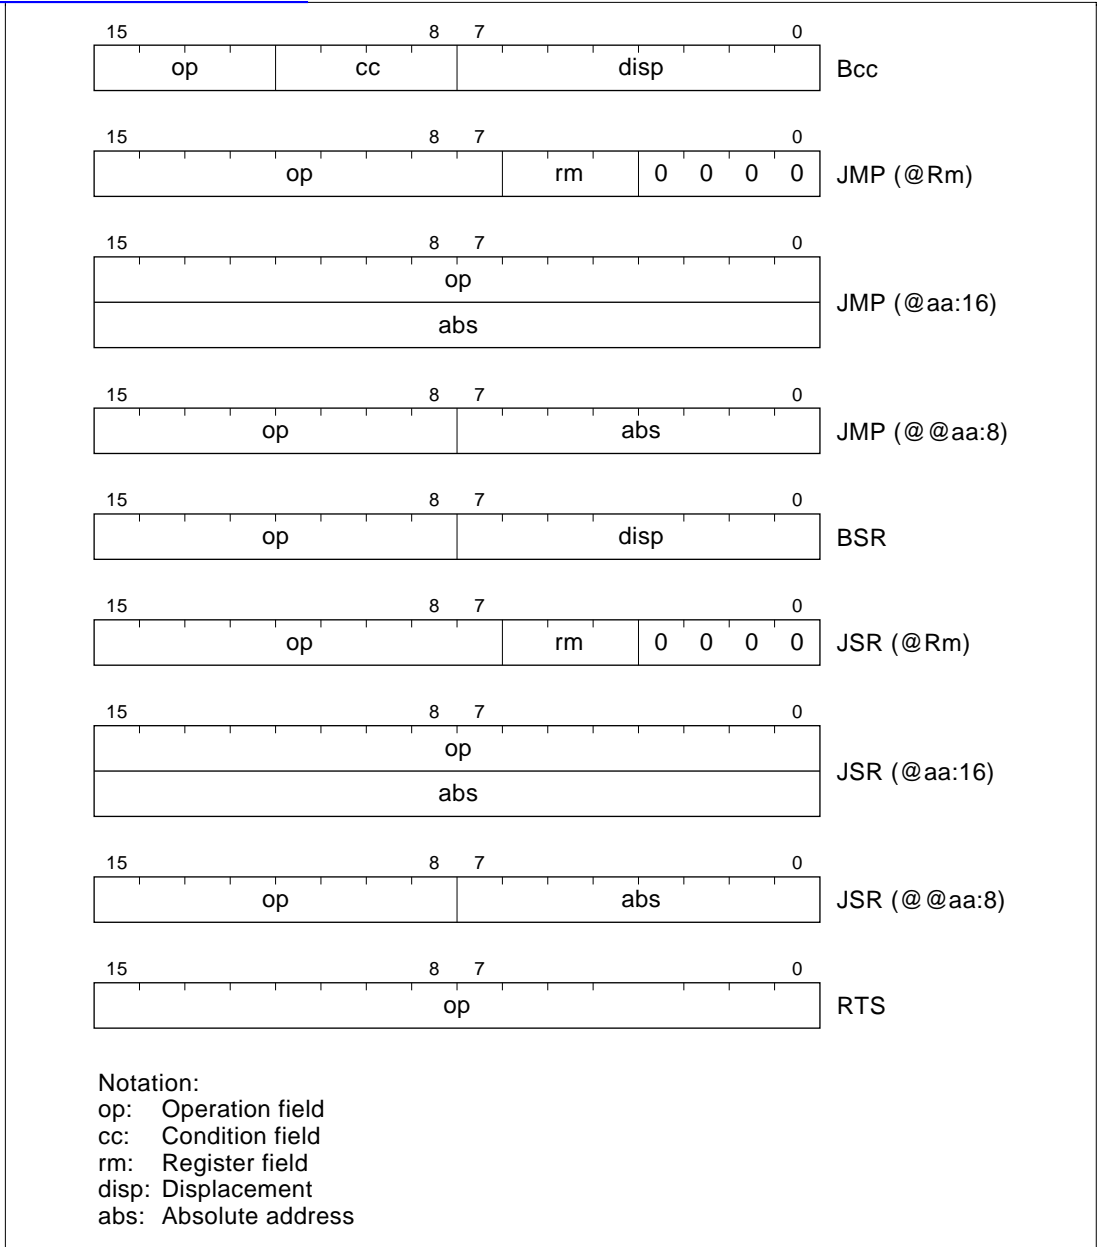 15 8 7 0
op cc disp Bcc
15 8 7 0
op rm 0 0 0 0 JMP (@Rm)
15 8 7 0
op
JMP (@aa:16)
abs
15 8 7 0
op abs JMP (@@aa:8)
15 8 7 0
op disp BSR
15 8 7 0
op rm 0 0 0 0 JSR (@Rm)
15 8 7 0
op
JSR (@aa:16)
abs
15 8 7 0
op abs JSR (@@aa:8)
15 8 7 0
op RTS
Notation:
op: Operation field
cc: Condition field
rm: Register field
disp: Displacement
abs: Absolute address